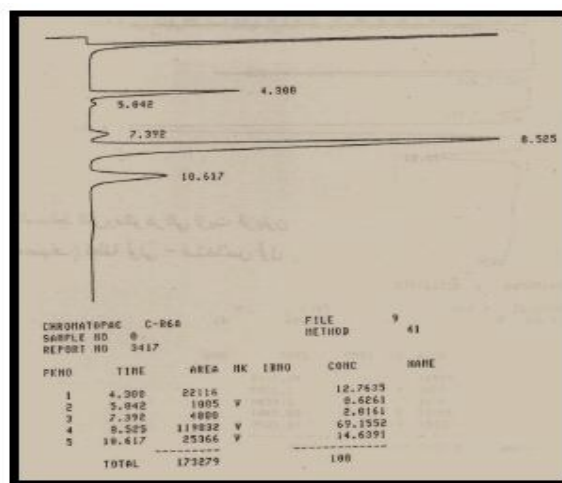 4.308
5.042
7.392
8.525
10.617
CHROMATOPAC C-R6A FILE 9
SAMPLE NO 0 METHOD 41
REPORT NO 3417
PKNO TIME AREA MK IDNO CONC NAME
1 4.308 22116 12.7635
2 5.042 1085 V 0.6261
3 7.392 4880 2.8161
4 8.525 119832 V 69.1552
5 10.617 25366 V 14.6391
TOTAL 173279 100